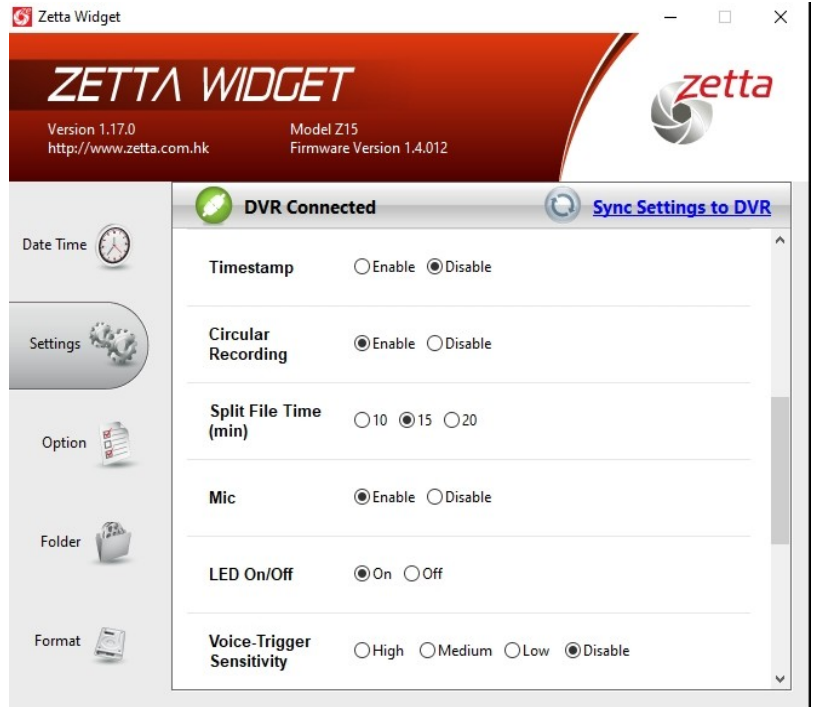 Zetta Widget
ZETTA WIDGET
zetta
Version 1.17.0 Model Z15
http://www.zetta.com.hk Firmware Version 1.4.012
DVR Connected Sync Settings to DVR
Date Time
Settings
Option
Folder
Format
Timestamp Enable Disable
Circular
Recording Enable Disable
Split File Time
(min) 10 15 20
Mic Enable Disable
LED On/Off On Off
Voice-Trigger
Sensitivity High Medium Low Disable